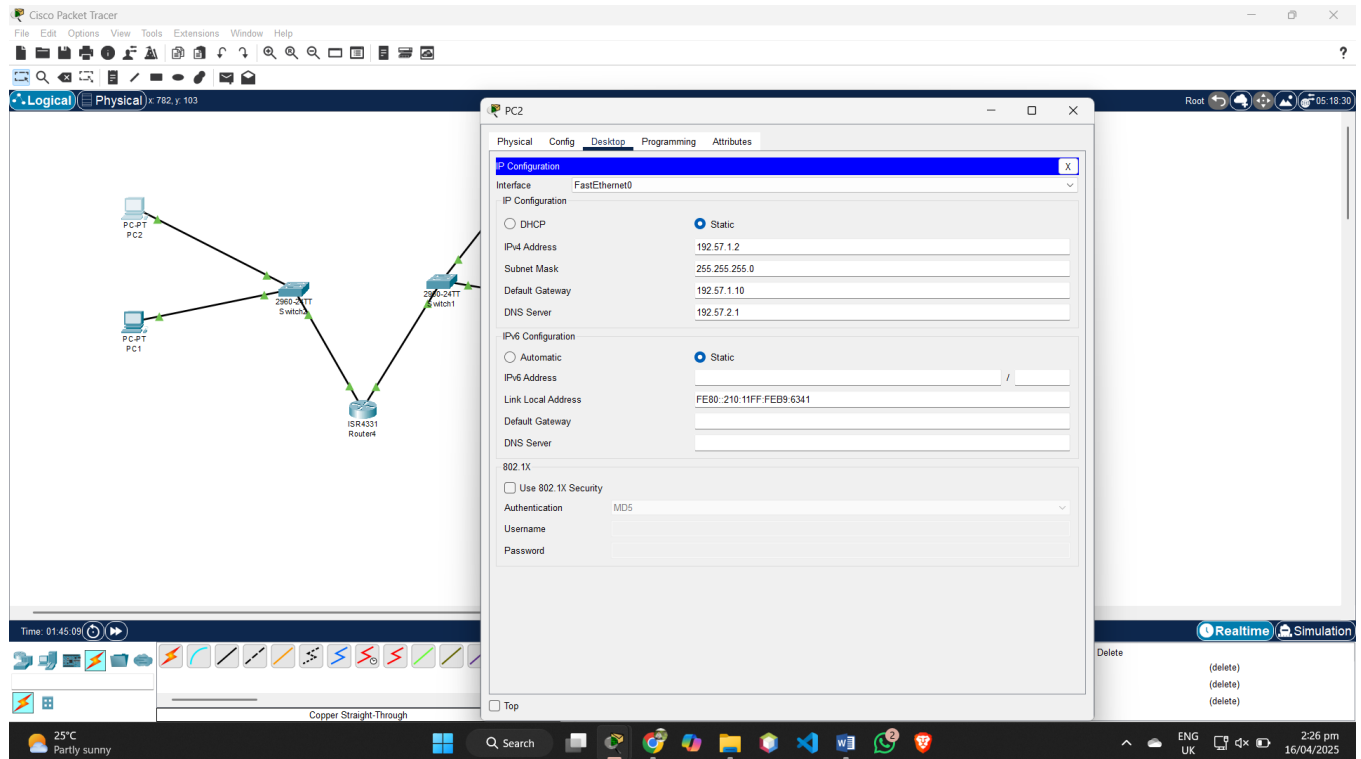 Cisco Packet Tracer
File Edit Options View Tools Extensions Window Help
?
Logical Physical x: 782, y: 103
Root 05:18:30
PC-PT
PC2
PC-PT
PC1
2960-24TT
Switch2
2960-24TT
Switch1
ISR4331
Router4
PC2
Physical Config Desktop Programming Attributes
IP Configuration X
Interface FastEthernet0
IP Configuration
DHCP Static
IPv4 Address 192.57.1.2
Subnet Mask 255.255.255.0
Default Gateway 192.57.1.10
DNS Server 192.57.2.1
IPv6 Configuration
Automatic Static
IPv6 Address /
Link Local Address FE80::210:11FF:FEB9:6341
Default Gateway
DNS Server
802.1X
Use 802.1X Security
Authentication MD5
Username
Password
Top
Time: 01:45:09
Realtime Simulation
Copper Straight-Through
Delete
(delete)
(delete)
(delete)
25°C
Partly sunny
Search
2
ENG
UK
2:26 pm
16/04/2025